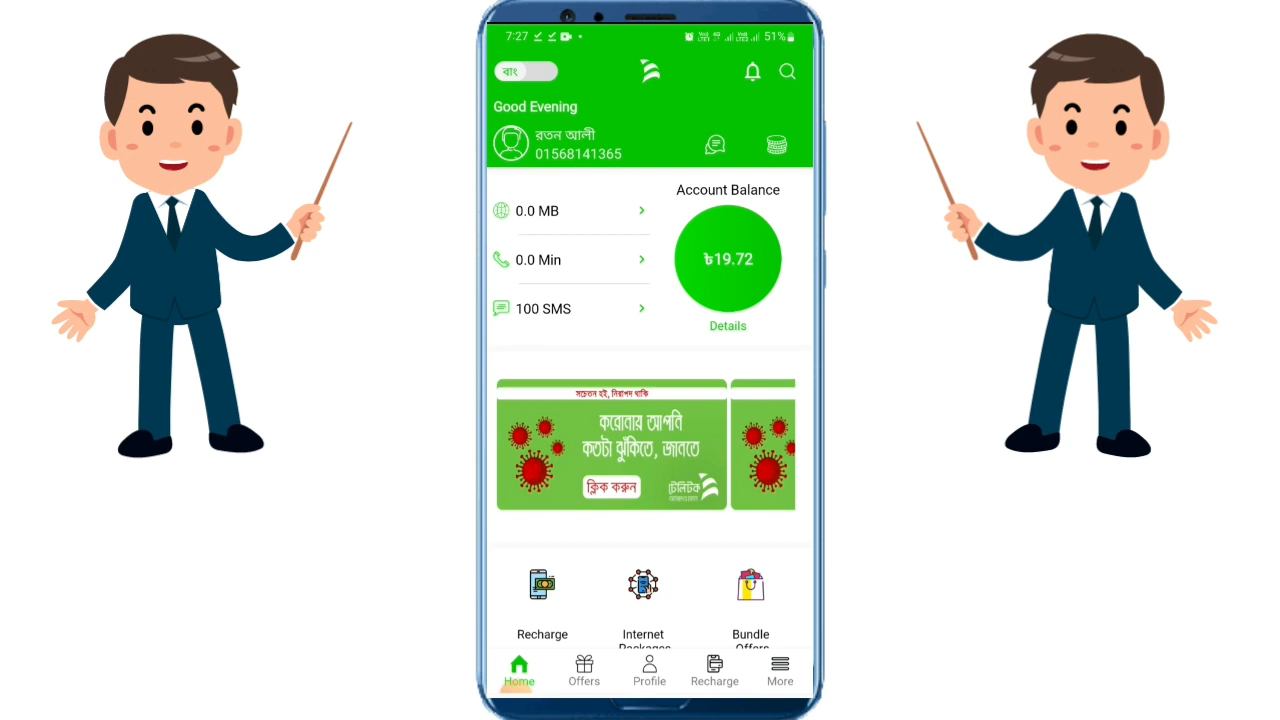 7:27
51%
বাং
Good Evening
রতন আলী
01568141365
Account Balance
0.0 MB
0.0 Min
৳19.72
100 SMS
Details
সচেতন হই, নিরাপদ থাকি
করোনায় আপনি
কতটা ঝুঁকিতে, জানতে
ক্লিক করুন
টেলিটক
Recharge
Internet
Packages
Bundle
Offers
Home
Offers
Profile
Recharge
More